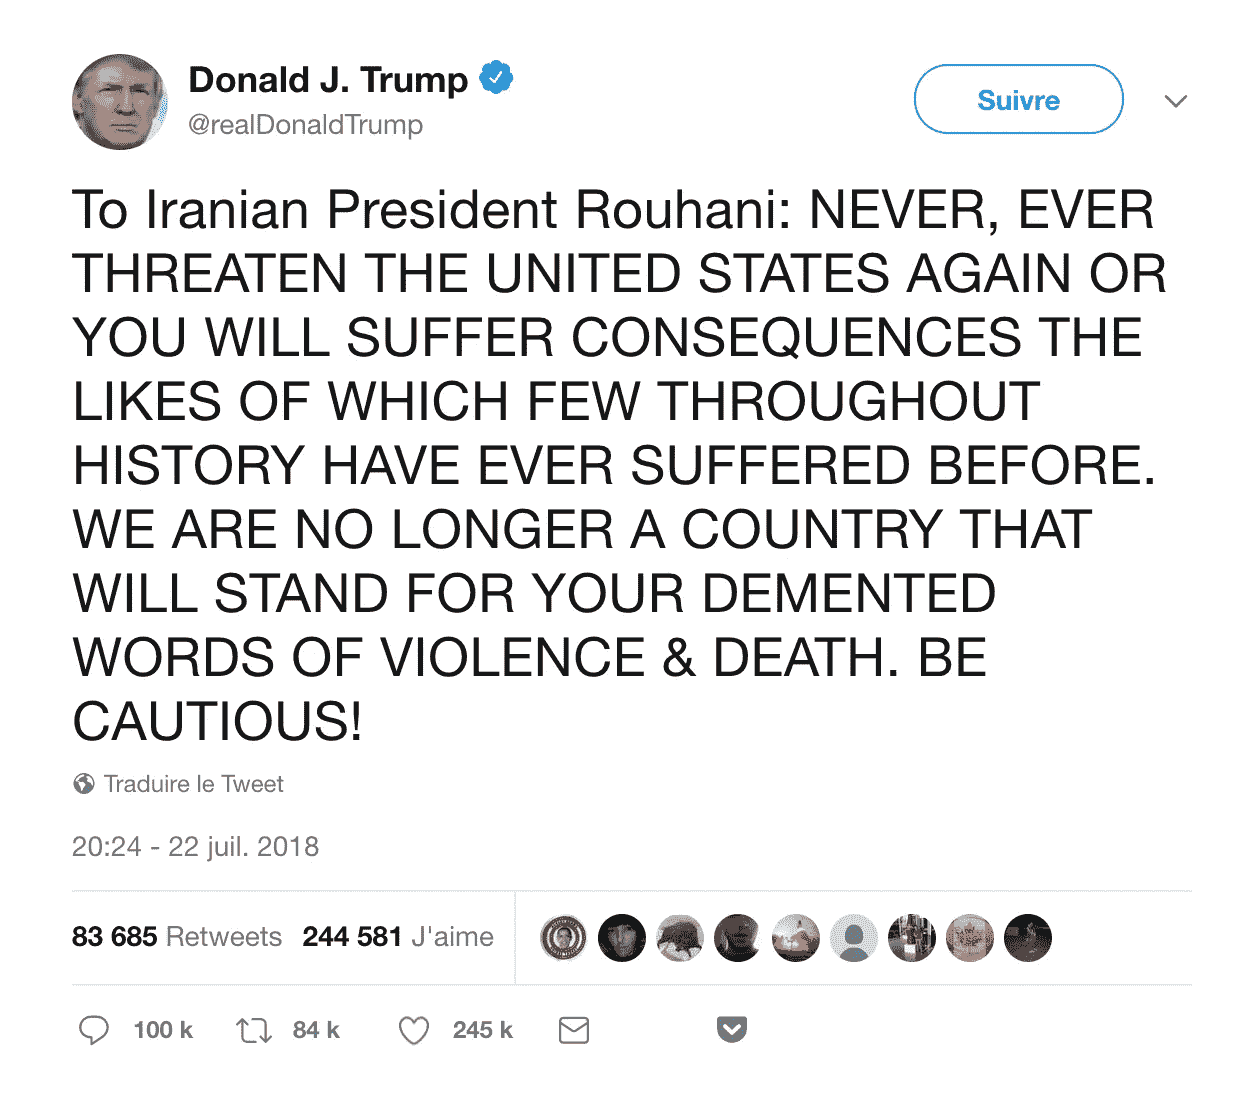 Donald J. Trump
@realDonaldTrump
Suivre
To Iranian President Rouhani: NEVER, EVER
THREATEN THE UNITED STATES AGAIN OR
YOU WILL SUFFER CONSEQUENCES THE
LIKES OF WHICH FEW THROUGHOUT
HISTORY HAVE EVER SUFFERED BEFORE.
WE ARE NO LONGER A COUNTRY THAT
WILL STAND FOR YOUR DEMENTED
WORDS OF VIOLENCE & DEATH. BE
CAUTIOUS!
Traduire le Tweet
20:24 - 22 juil. 2018
83 685 Retweets 244 581 J'aime
100 k 84 k 245 k